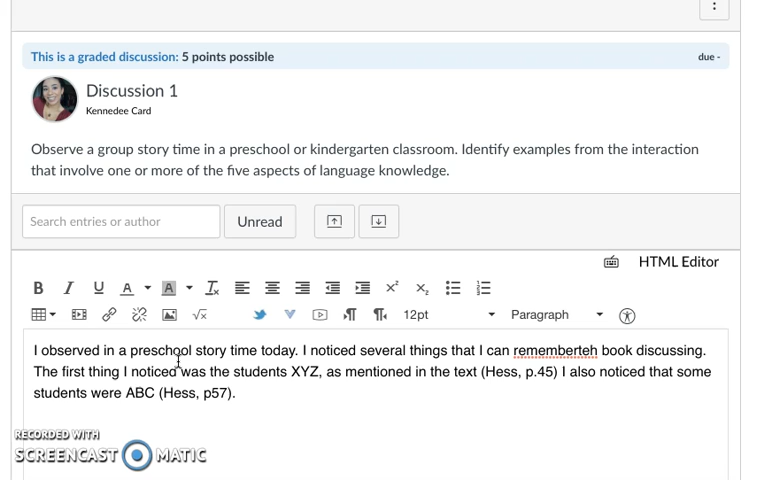 This is a graded discussion: 5 points possible
due -
Discussion 1
Kennedee Card
Observe a group story time in a preschool or kindergarten classroom. Identify examples from the interaction
that involve one or more of the five aspects of language knowledge.
Search entries or author
Unread
HTML Editor
B I U A A Tx x² x₂
√x 12pt Paragraph
I observed in a preschool story time today. I noticed several things that I can rememberteh book discussing.
The first thing I noticed was the students XYZ, as mentioned in the text (Hess, p.45) I also noticed that some
students were ABC (Hess, p57).
RECORDED WITH
SCREENCAST MATIC